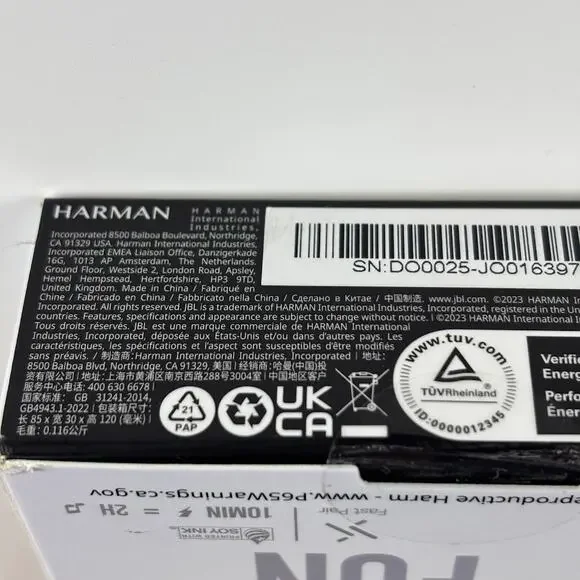 HARMAN
HARMAN
International
Industries,
Incorporated 8500 Balboa Boulevard, Northridge,
CA 91329 USA. Harman International Industries,
Incorporated EMEA Liaison Office, Danzigerkade
16G, 1013 AP Amsterdam, The Netherlands.
Ground Floor, Westside 2, London Road, Apsley,
Hemel Hempstead, Hertfordshire, HP3 9TD,
United Kingdom. Made in China / Fabriqué en
Chine / Fabricado en China / Fabbricato nella China / Сделано в Китае / 中国制造 www.jbl.com. ©2023 HARMAN
Incorporated. All rights reserved. JBL is a trademark of HARMAN International Industries, Incorporated, registered in the United
countries. Features, specifications and appearance are subject to change without notice. / ©2023 HARMAN International
Tous droits réservés. JBL est une marque commerciale de HARMAN International
Industries, Incorporated, déposée aux États-Unis et/ou dans d'autres pays. Les
caractéristiques, les spécifications et l'aspect sont susceptibles d'être modifiés
sans préavis. / 制造商: Harman International Industries, Incorporated | 地址:
8500 Balboa Blvd, Northridge, CA 91329, 美国 | 经销商: 哈曼(中国)投
资有限公司 | 地址: 上海市黄浦区南京西路288号3004室 | 中国地区客户
服务中心电话: 400 630 6678 |
国家标准: GB 31241-2014,
GB4943.1-2022 | 包装箱尺寸:
长 85 x 宽 30 x 高 120 (毫米) |
毛重: 0.116公斤
SN:DO0025-JO016397
21
PAP
UK
CA
www.tuv.com
TÜVRheinland
ID:0000012345
Verifie
Energ
Perfo
Éner
eproductive Harm - www.P65Warnings.ca.gov
Fast Pair
10MIN = 2H
PRINTED WITH
SOY INK
FUN